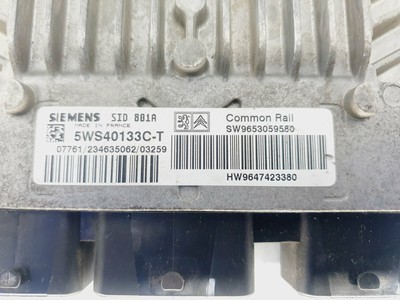 SIEMENS SID 801A
MADE IN FRANCE
5WS40133C-T
07761/234635062/03259
Common Rail
SW9653059580
HW9647423380